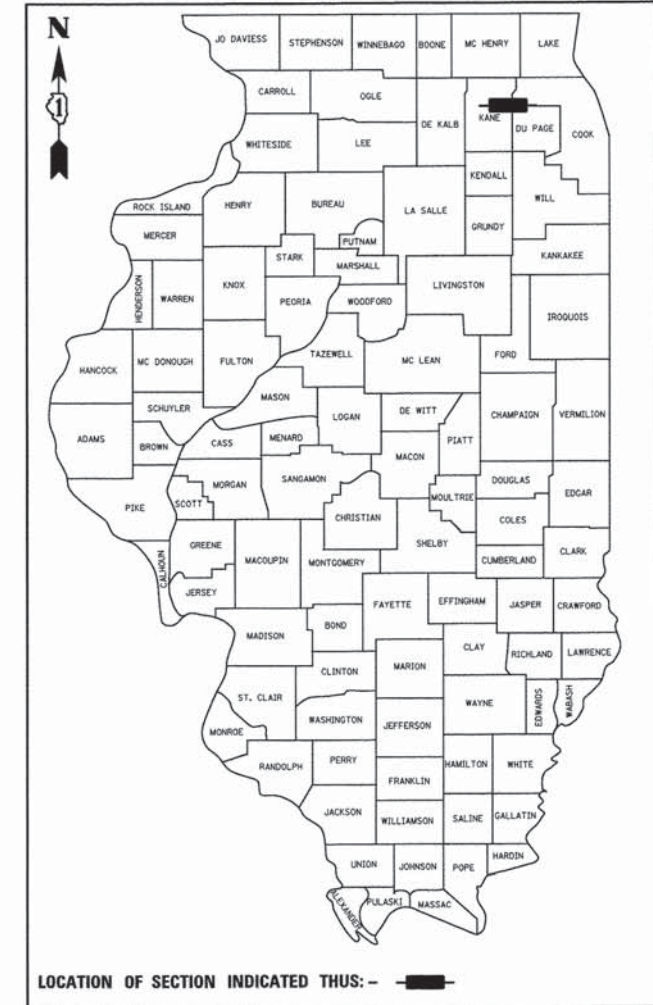 N
1
JO DAVIESS
STEPHENSON
WINNEBAGO
BOONE
MC HENRY
LAKE
CARROLL
OGLE
DE KALB
KANE
DU PAGE
COOK
WHITESIDE
LEE
KENDALL
WILL
ROCK ISLAND
HENRY
BUREAU
LA SALLE
GRUNDY
MERCER
PUTNAM
KANKAKEE
STARK
MARSHALL
HENDERSON
WARREN
KNOX
PEORIA
WOODFORD
LIVINGSTON
IROQUOIS
HANCOCK
MC DONOUGH
FULTON
TAZEWELL
MC LEAN
FORD
MASON
SCHUYLER
LOGAN
DE WITT
CHAMPAIGN
VERMILION
ADAMS
BROWN
CASS
MENARD
PIATT
MACON
MORGAN
SANGAMON
DOUGLAS
MOULTRIE
EDGAR
PIKE
SCOTT
CHRISTIAN
COLES
GREENE
MACOUPIN
MONTGOMERY
SHELBY
CUMBERLAND
CLARK
CALHOUN
JERSEY
FAYETTE
EFFINGHAM
JASPER
CRAWFORD
MADISON
BOND
CLAY
RICHLAND
LAWRENCE
CLINTON
MARION
ST. CLAIR
WAYNE
EDWARDS
WABASH
WASHINGTON
JEFFERSON
MONROE
RANDOLPH
PERRY
HAMILTON
WHITE
FRANKLIN
JACKSON
WILLIAMSON
SALINE
GALLATIN
UNION
JOHNSON
POPE
HARDIN
ALEXANDER
PULASKI
MASSAC
LOCATION OF SECTION INDICATED THUS: -